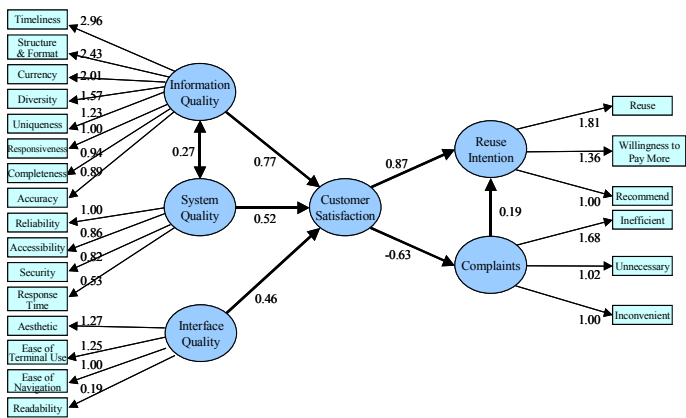 Timeliness
2.96
Structure
& Format
2.43
Currency
2.01
Diversity
1.57
Uniqueness
1.23
Responsiveness
1.00
Completeness
0.94
Accuracy
0.89
Information
Quality
0.27
0.77
Reliability
1.00
Accessibility
0.86
Security
0.82
Response
Time
0.53
System
Quality
0.52
Aesthetic
1.27
Ease of
Terminal Use
1.25
Ease of
Navigation
1.00
Readability
0.19
Interface
Quality
0.46
Customer
Satisfaction
0.87
-0.63
Reuse
Intention
0.19
Complaints
Reuse
1.81
Willingness to
Pay More
1.36
Recommend
1.00
Inefficient
1.68
Unnecessary
1.02
Inconvenient
1.00